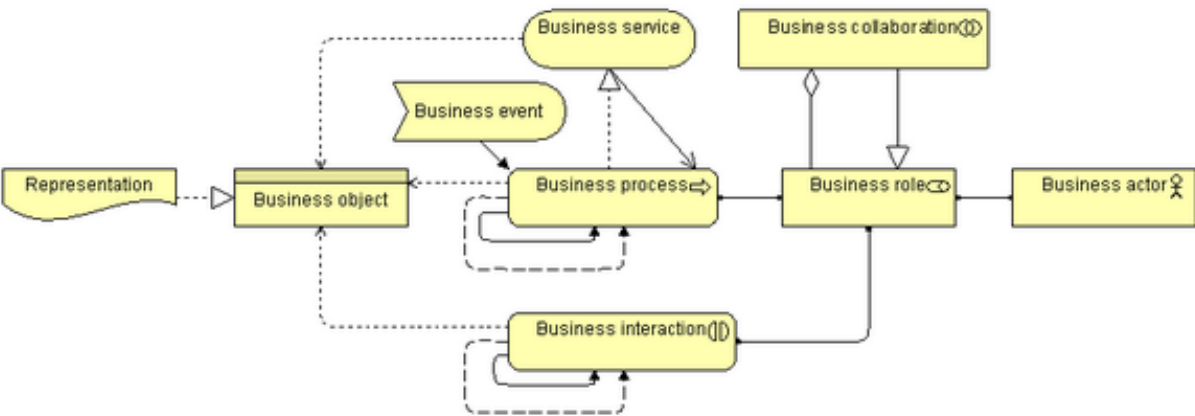 Business service
Business collaboration
Business event
Representation
Business object
Business process
Business role
Business actor
Business interaction